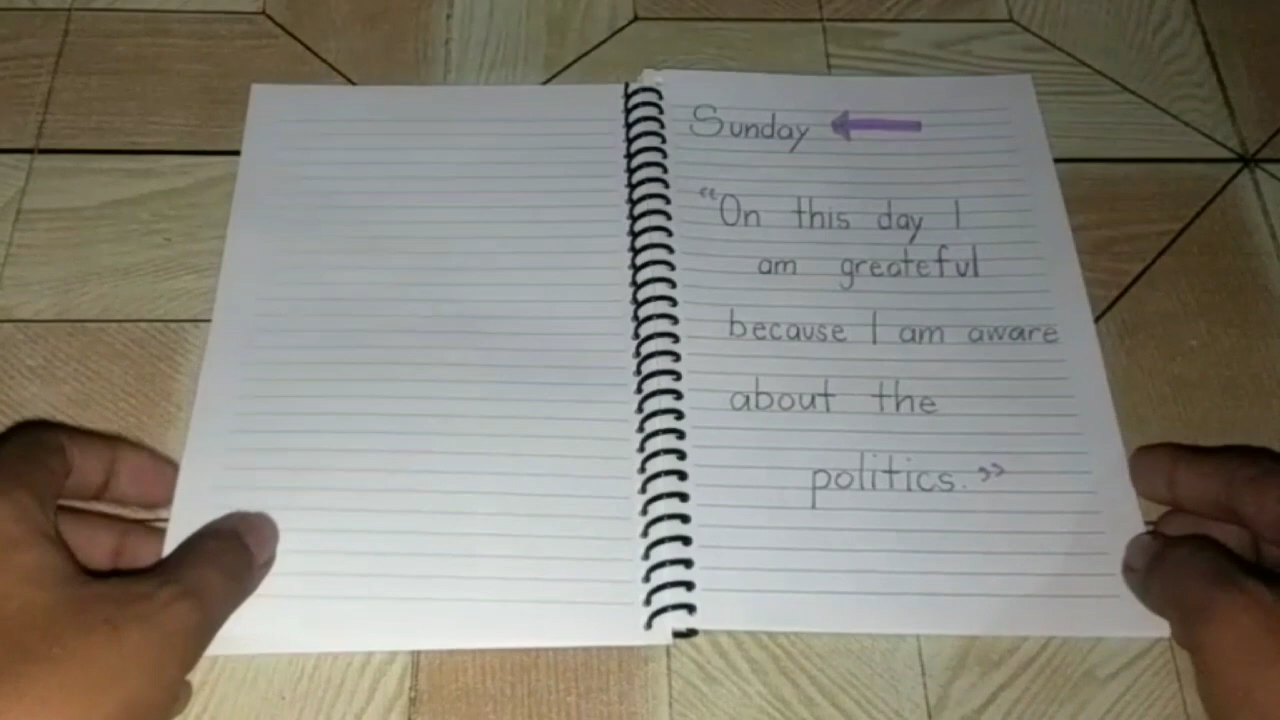 Sunday
“On this day I
am greateful
because I am aware
about the
politics.”